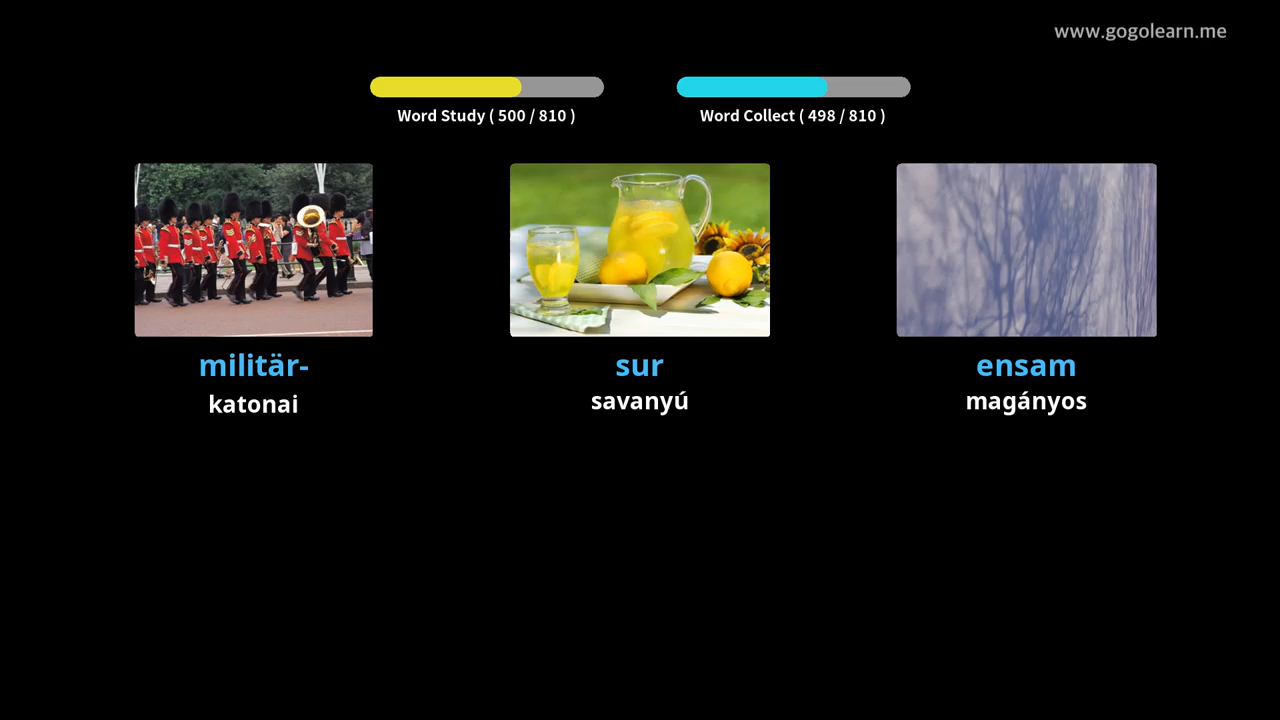 www.gogolearn.me
Word Study ( 500 / 810 )
Word Collect ( 498 / 810 )
militär-
katonai
sur
savanyú
ensam
magányos